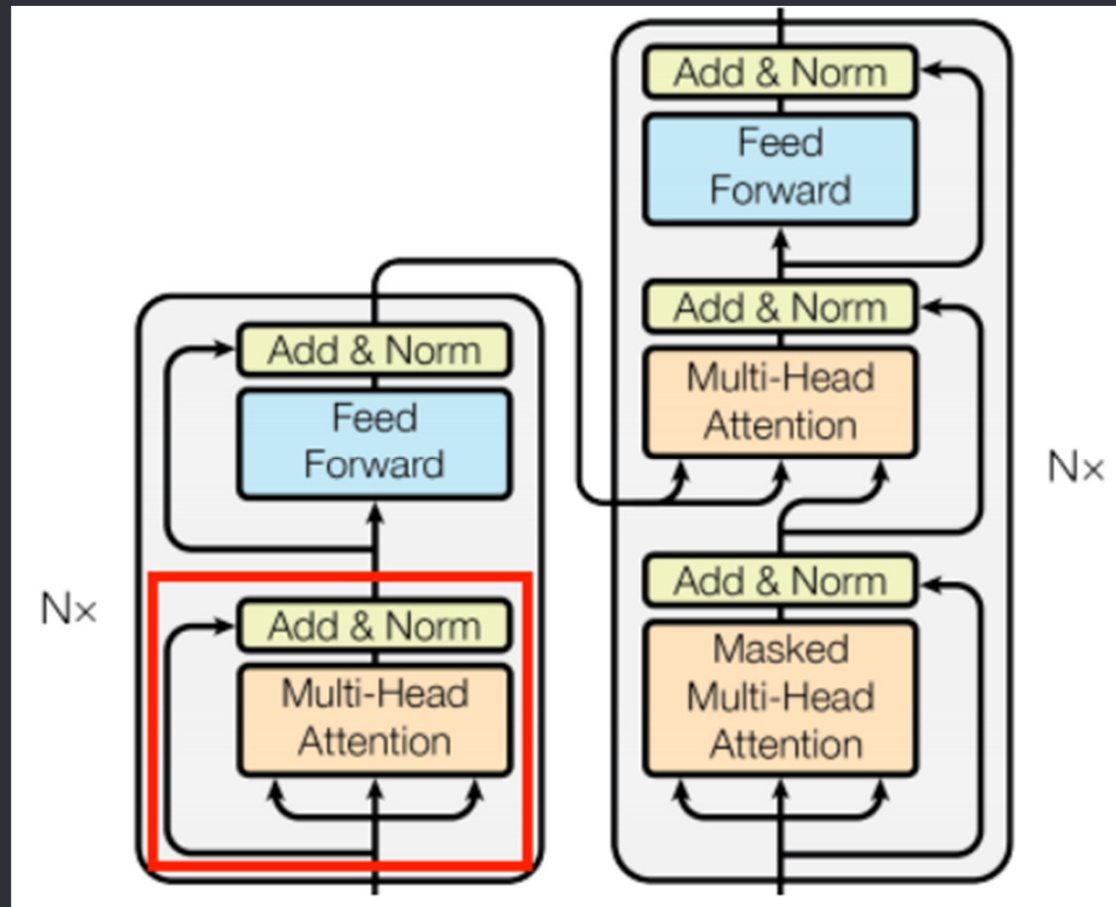 Add & Norm
Feed
Forward
Add & Norm
Multi-Head
Attention
Nx
Add & Norm
Feed
Forward
Add & Norm
Multi-Head
Attention
Add & Norm
Masked
Multi-Head
Attention
Nx